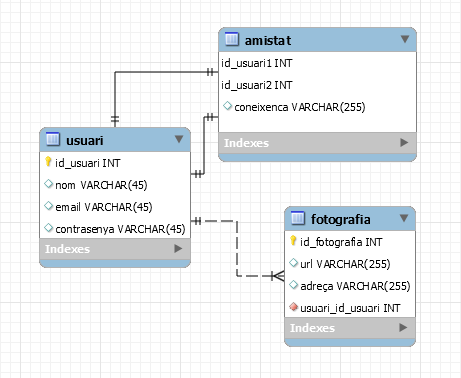 amistat
id_usuari1 INT
id_usuari2 INT
coneixenca VARCHAR(255)
Indexes
usuari
id_usuari INT
nom VARCHAR(45)
email VARCHAR(45)
contrasenya VARCHAR(45)
Indexes
fotografia
id_fotografia INT
url VARCHAR(255)
adreça VARCHAR(255)
usuari_id_usuari INT
Indexes